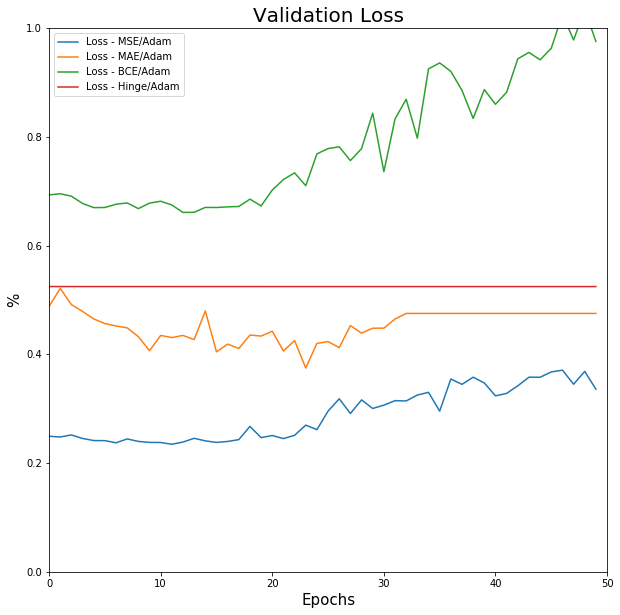 Validation Loss
Loss - MSE/Adam
Loss - MAE/Adam
Loss - BCE/Adam
Loss - Hinge/Adam
1.0
0.8
0.6
0.4
0.2
0.0
%
0 10 20 30 40 50
Epochs